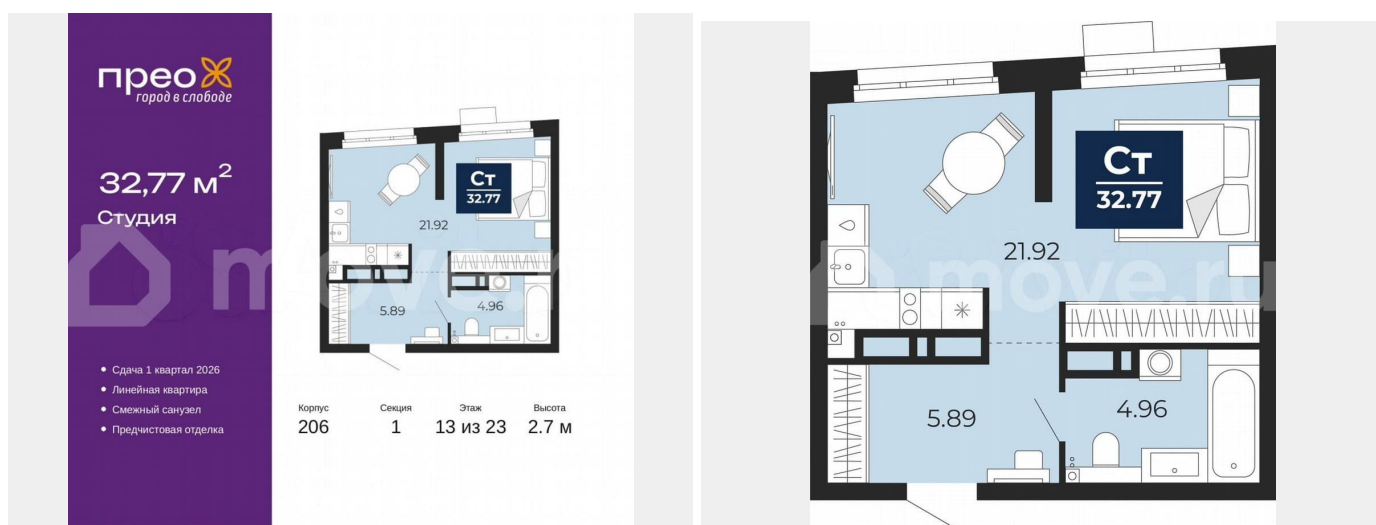 прео
город в слободе
32,77 м²
Студия
• Сдача 1 квартал 2026
• Линейная квартира
• Смежный санузел
• Предчистовая отделка
Ст
32.77
21.92
5.89
4.96
Корпус Секция Этаж Высота
206 1 13 из 23 2.7 м
move.ru
Ст
32.77
21.92
5.89
4.96
move.ru